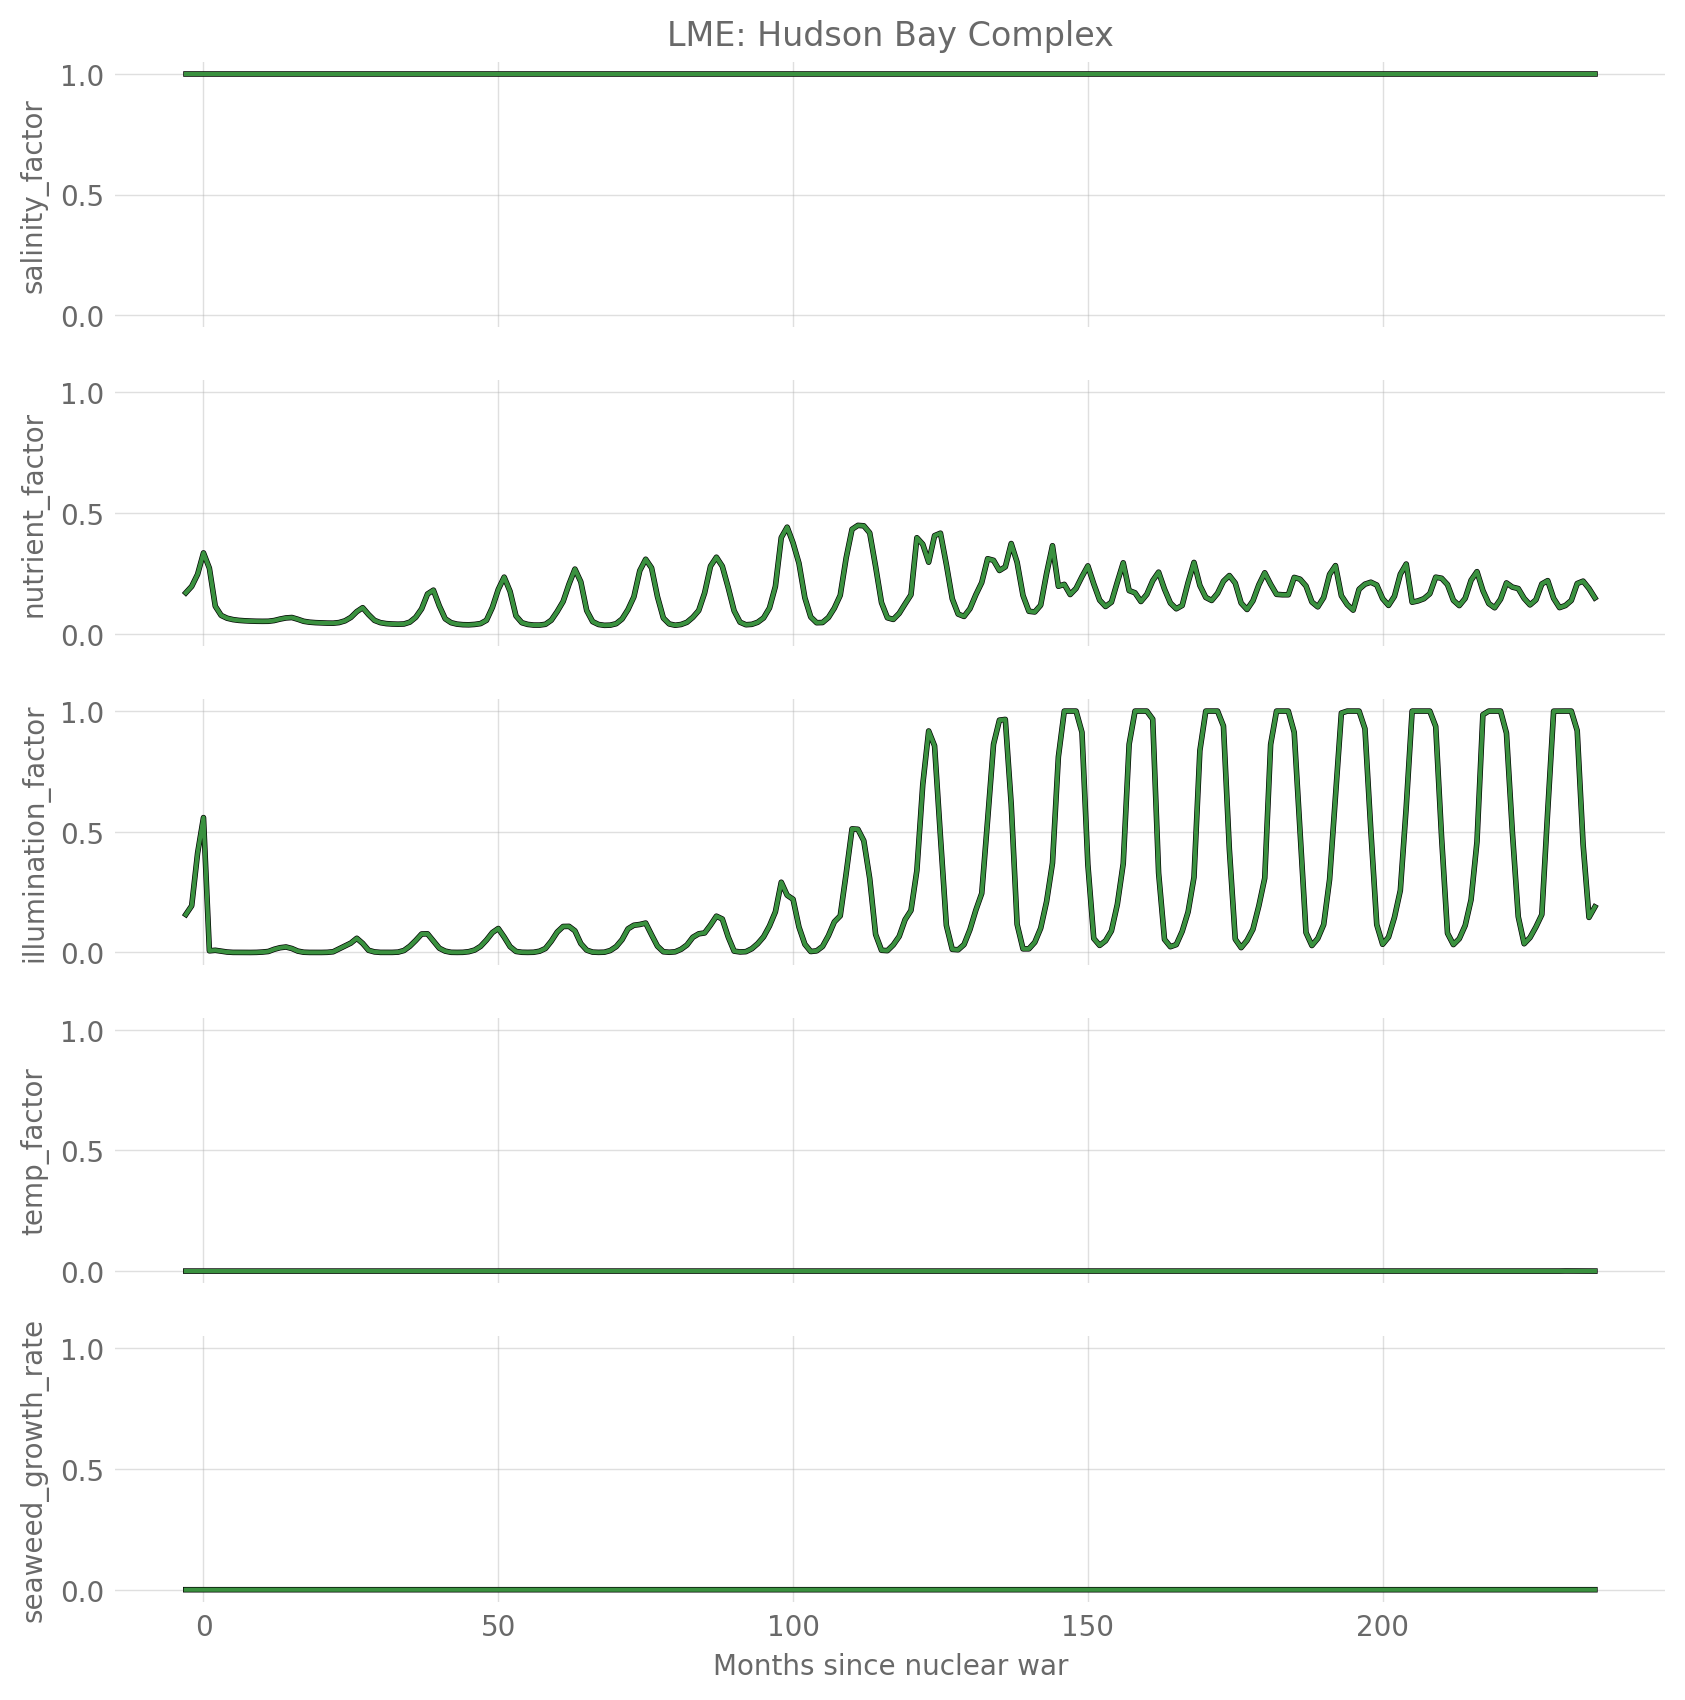 LME: Hudson Bay Complex
1.0
0.5
0.0
salinity_factor
1.0
0.5
0.0
nutrient_factor
1.0
0.5
0.0
illumination_factor
1.0
0.5
0.0
temp_factor
1.0
0.5
0.0
seaweed_growth_rate
0 50 100 150 200
Months since nuclear war